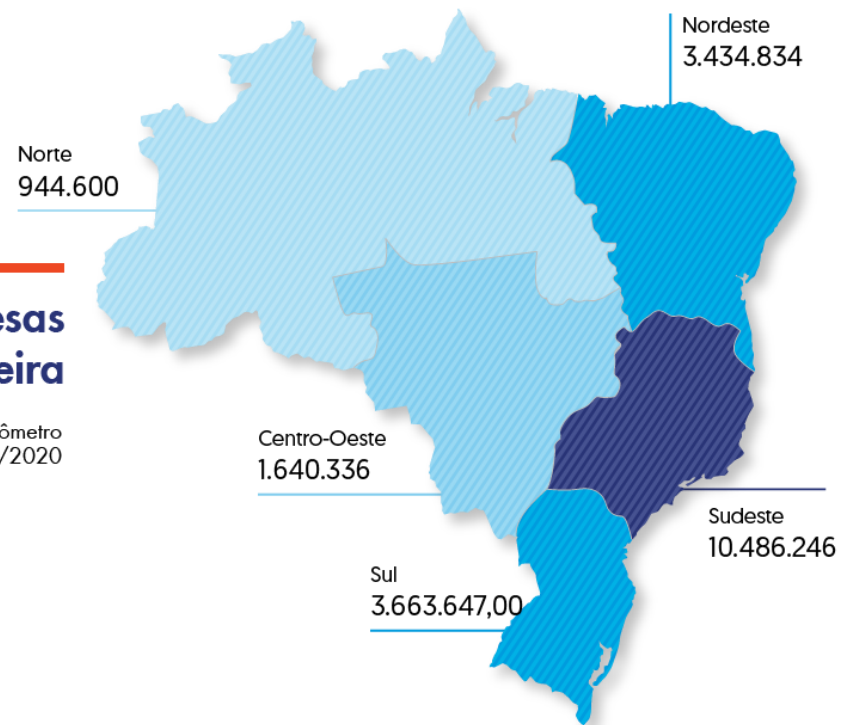 Nordeste
3.434.834
Norte
944.600
esas
eira
ômetro
/2020
Centro-Oeste
1.640.336
Sudeste
10.486.246
Sul
3.663.647,00